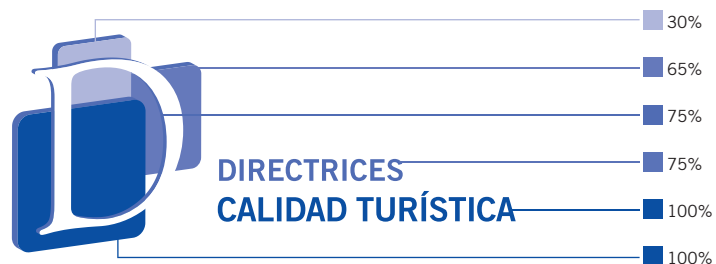 30%
65%
75%
75%
100%
100%
D
DIRECTRICES
CALIDAD TURÍSTICA